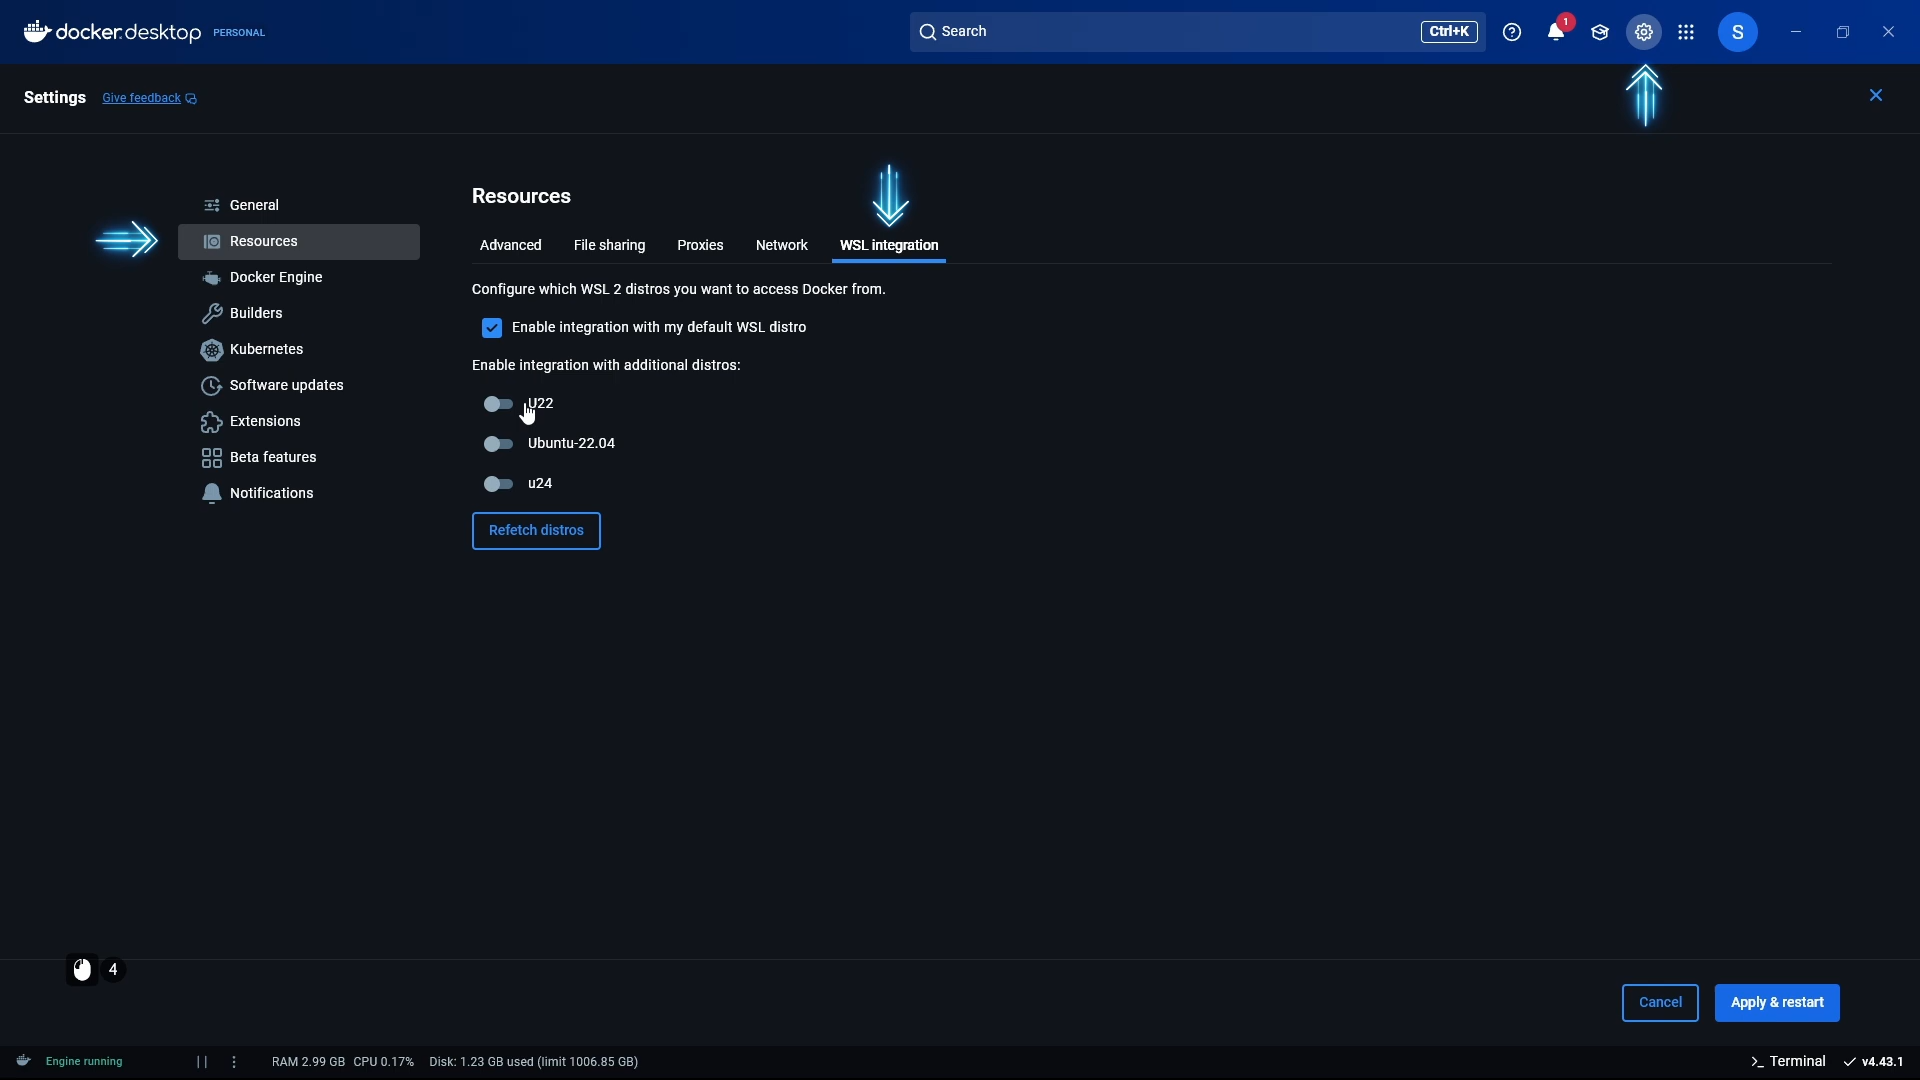 docker.desktop PERSONAL
Search Ctrl+K 1 S
Settings Give feedback
General
Resources
Docker Engine
Builders
Kubernetes
Software updates
Extensions
Beta features
Notifications
Resources
Advanced File sharing Proxies Network WSL integration
Configure which WSL 2 distros you want to access Docker from.
Enable integration with my default WSL distro
Enable integration with additional distros:
U22
Ubuntu-22.04
u24
Refetch distros
4
Cancel Apply & restart
Engine running RAM 2.99 GB CPU 0.17% Disk: 1.23 GB used (limit 1006.85 GB) >_ Terminal v4.43.1